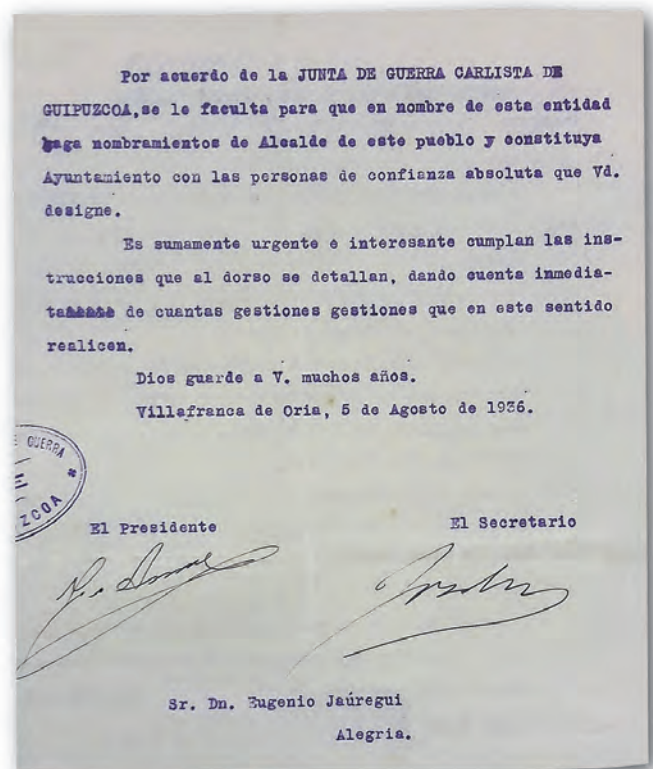 Por acuerdo de la JUNTA DE GUERRA CARLISTA DE
GUIPUZCOA,se le faculta para que en nombre de esta entidad
haga nombramientos de Alcalde de este pueblo y constituya
Ayuntamiento con las personas de confianza absoluta que Vd.
designe.
Es sumamente urgente e interesante cumplan las ins-
trucciones que al dorso se detallan, dando cuenta inmedia-
tamente de cuantas gestiones gestiones que en este sentido
realicen.
Dios guarde a V. muchos años.
Villafranca de Oria, 5 de Agosto de 1936.
E GUERRA
*
ZCOA
El Presidente
El Secretario
Sr. Dn. Eugenio Jaúregui
Alegria.